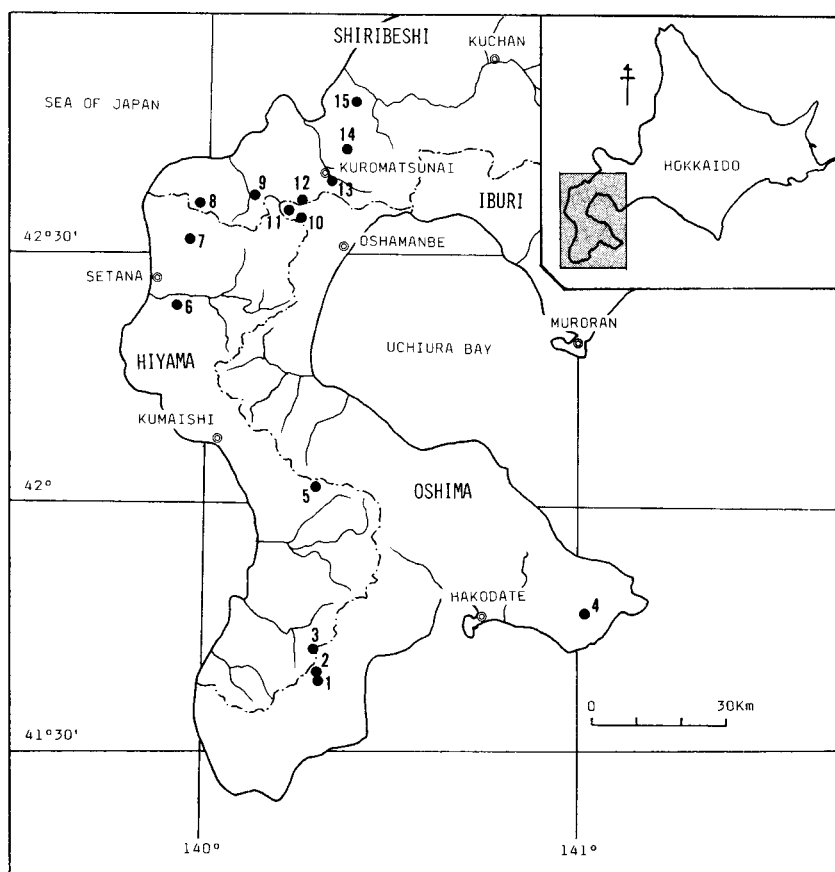 SHIRIBESHI
KUCHAN
SEA OF JAPAN
HOKKAIDO
15
14
KUROMATSUNAI
13
12
9
8
11
10
IBURI
7
OSHAMANBE
42°30'
SETANA
6
MURORAN
UCHIURA BAY
HIYAMA
KUMAISHI
42°
5
OSHIMA
HAKODATE
4
3
2
1
0 30Km
41°30'
140° 141°